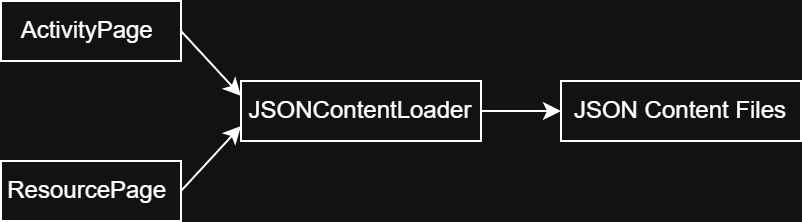 ActivityPage
JSONContentLoader
JSON Content Files
ResourcePage